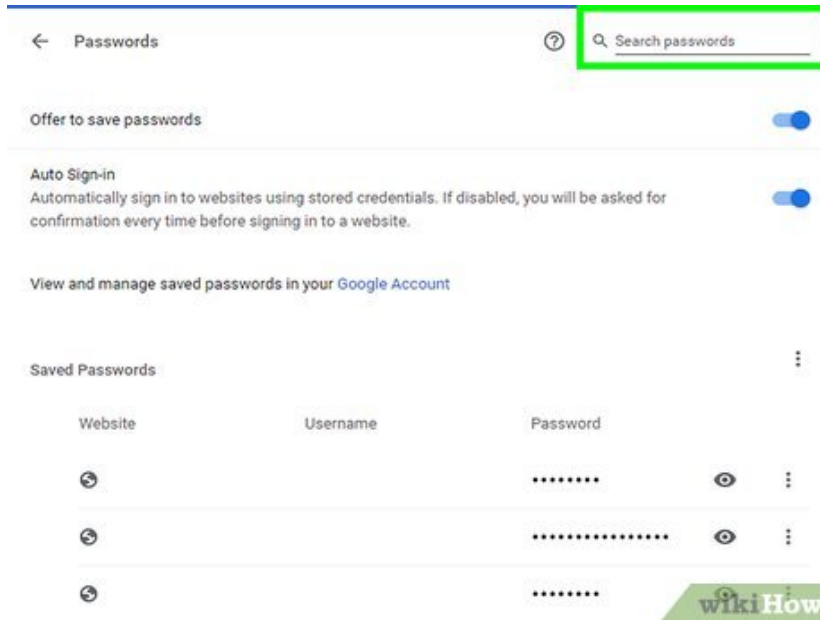 Passwords
Search passwords
Offer to save passwords
Auto Sign-in
Automatically sign in to websites using stored credentials. If disabled, you will be asked for
confirmation every time before signing in to a website.
View and manage saved passwords in your Google Account
Saved Passwords
Website Username Password
••••••••
••••••••••••••••
••••••••
wikiHow